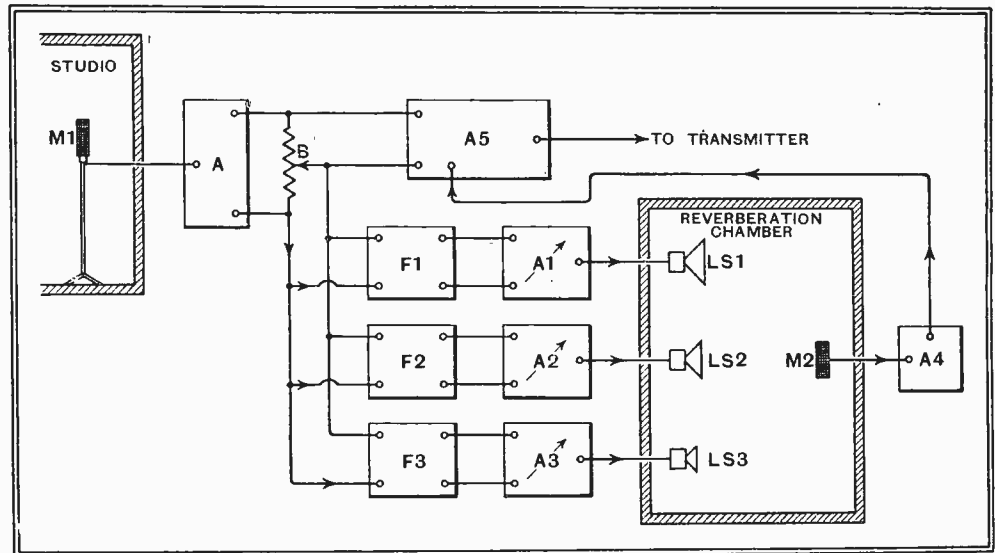 STUDIO
M1
A
B
A5
TO TRANSMITTER
REVERBERATION
CHAMBER
F1
A1
LS1
F2
A2
LS2
M2
A4
F3
A3
LS3